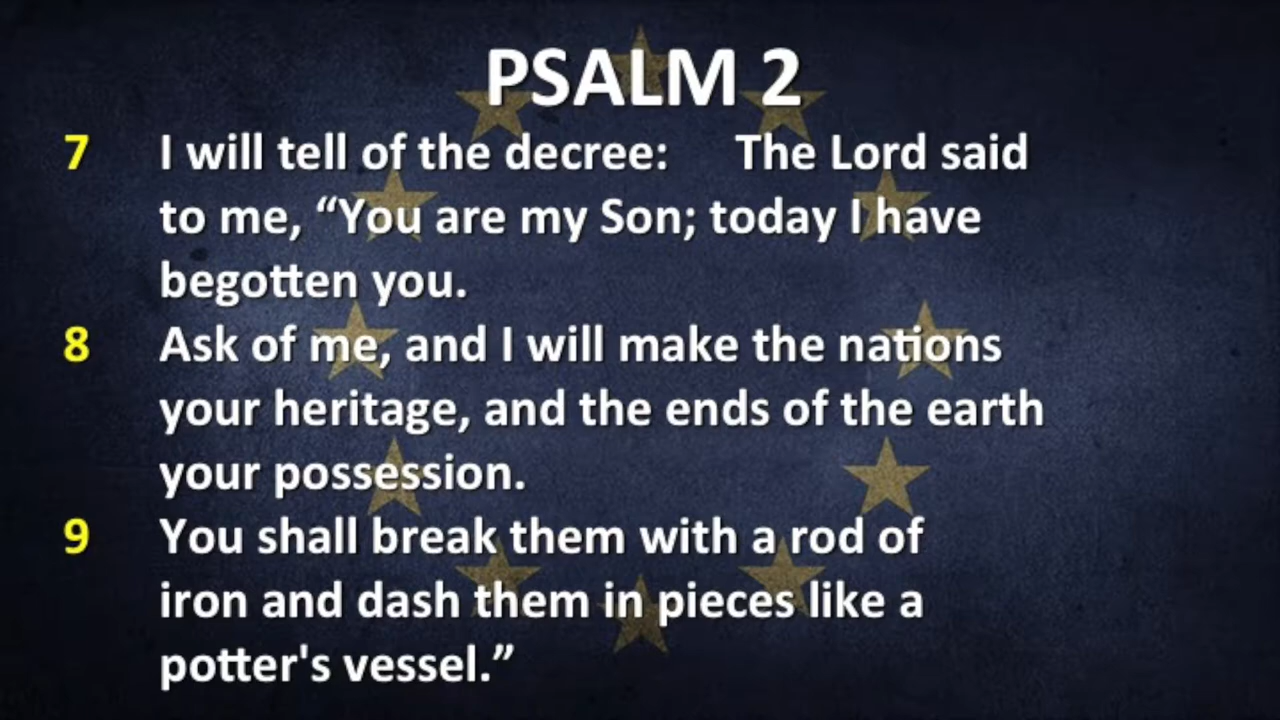 PSALM 2
7 I will tell of the decree: The Lord said
to me, “You are my Son; today I have
begotten you.
8 Ask of me, and I will make the nations
your heritage, and the ends of the earth
your possession.
9 You shall break them with a rod of
iron and dash them in pieces like a
potter's vessel.”